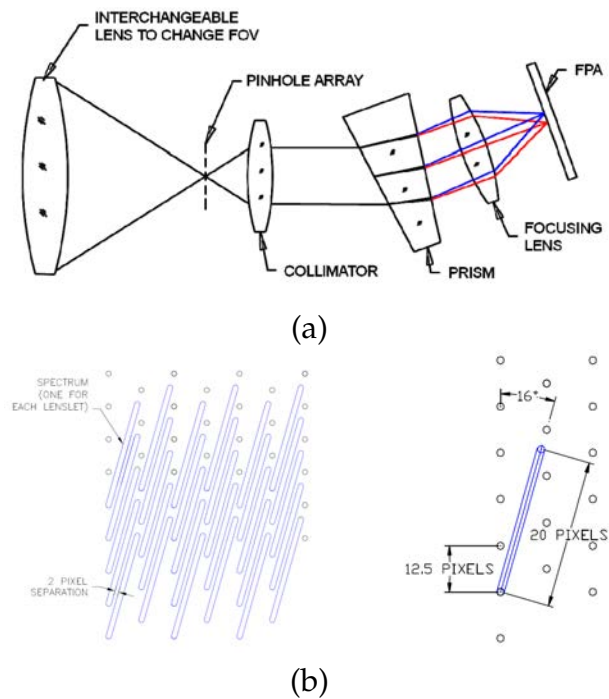 INTERCHANGEABLE
LENS TO CHANGE FOV
PINHOLE ARRAY
FPA
COLLIMATOR
PRISM
FOCUSING
LENS
(a)
SPECTRUM
(ONE FOR
EACH LENSLET)
2 PIXEL
SEPARATION
16°
20 PIXELS
12.5 PIXELS
(b)